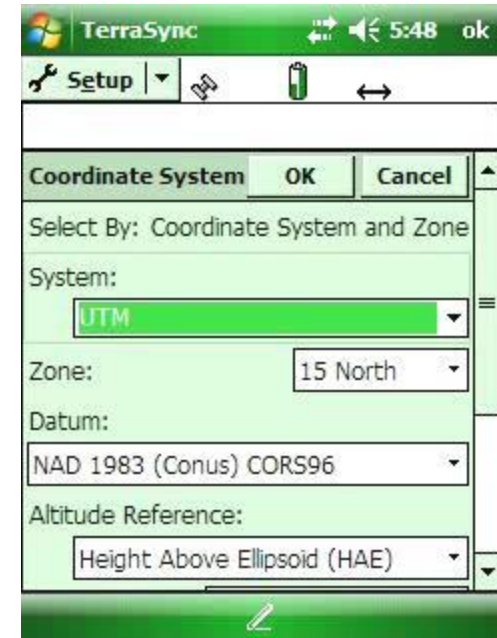 TerraSync 5:48 ok
Setup
Coordinate System OK Cancel
Select By: Coordinate System and Zone
System:
UTM
Zone: 15 North
Datum:
NAD 1983 (Conus) CORS96
Altitude Reference:
Height Above Ellipsoid (HAE)